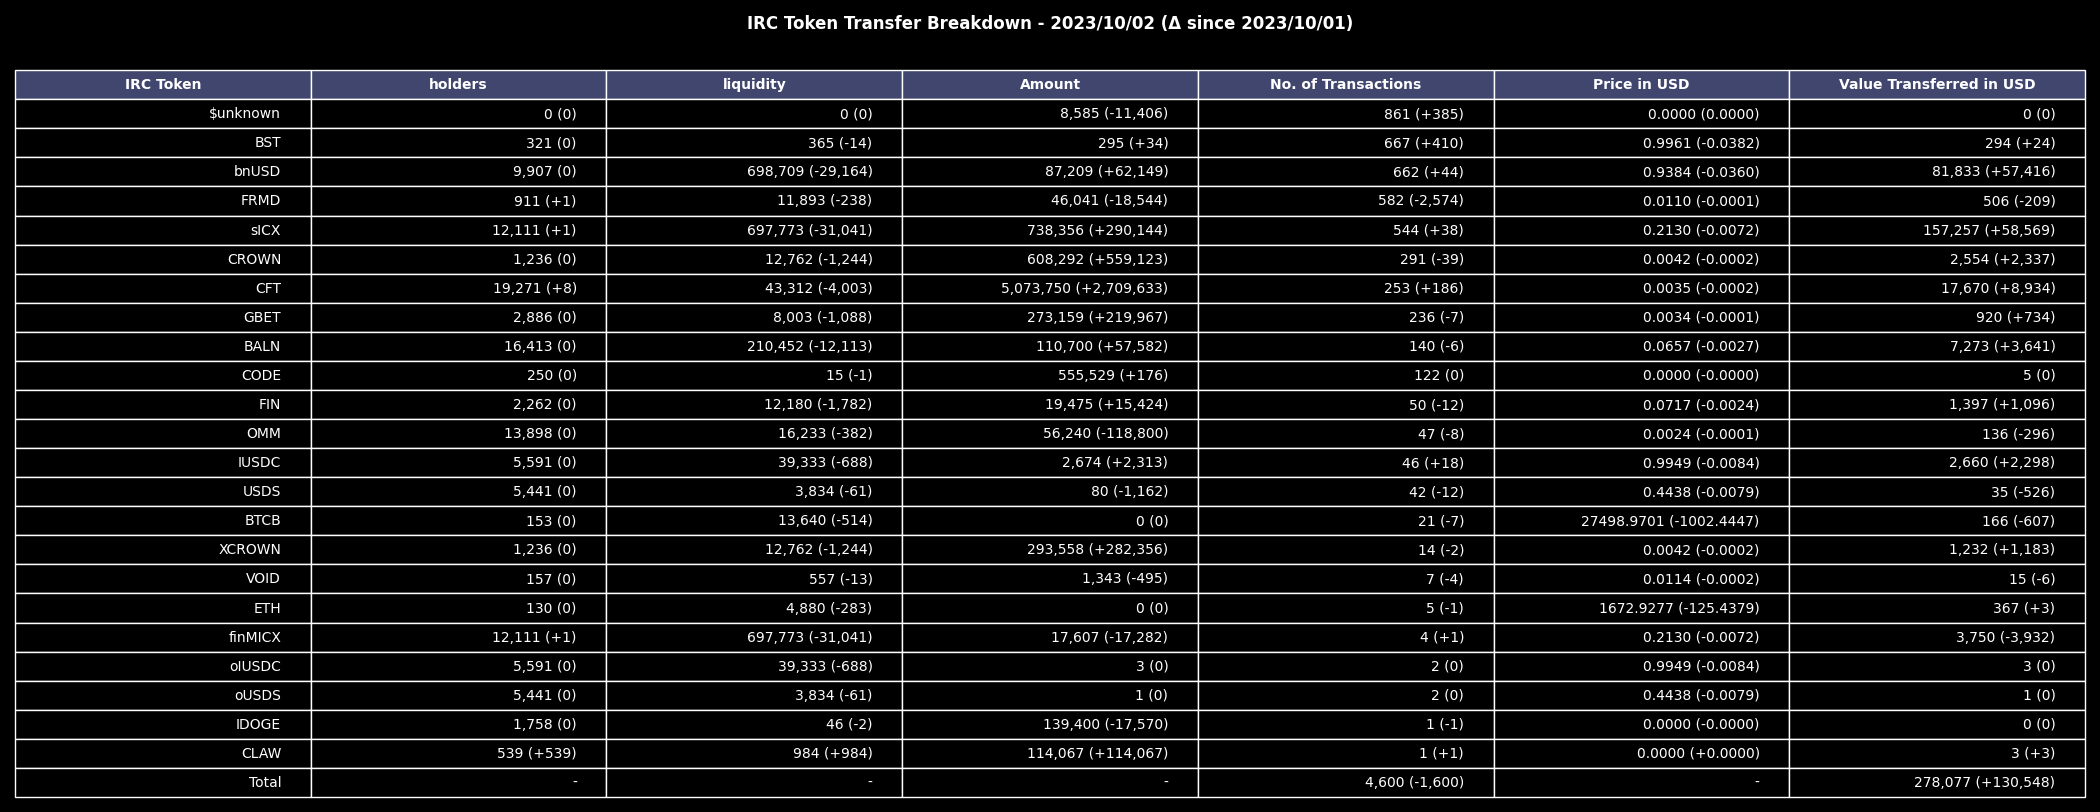 IRC Token Transfer Breakdown - 2023/10/02 (Δ since 2023/10/01)
IRC Token holders liquidity Amount No. of Transactions Price in USD Value Transferred in USD
$unknown 0 (0) 0 (0) 8,585 (-11,406) 861 (+385) 0.0000 (0.0000) 0 (0)
BST 321 (0) 365 (-14) 295 (+34) 667 (+410) 0.9961 (-0.0382) 294 (+24)
bnUSD 9,907 (0) 698,709 (-29,164) 87,209 (+62,149) 662 (+44) 0.9384 (-0.0360) 81,833 (+57,416)
FRMD 911 (+1) 11,893 (-238) 46,041 (-18,544) 582 (-2,574) 0.0110 (-0.0001) 506 (-209)
sICX 12,111 (+1) 697,773 (-31,041) 738,356 (+290,144) 544 (+38) 0.2130 (-0.0072) 157,257 (+58,569)
CROWN 1,236 (0) 12,762 (-1,244) 608,292 (+559,123) 291 (-39) 0.0042 (-0.0002) 2,554 (+2,337)
CFT 19,271 (+8) 43,312 (-4,003) 5,073,750 (+2,709,633) 253 (+186) 0.0035 (-0.0002) 17,670 (+8,934)
GBET 2,886 (0) 8,003 (-1,088) 273,159 (+219,967) 236 (-7) 0.0034 (-0.0001) 920 (+734)
BALN 16,413 (0) 210,452 (-12,113) 110,700 (+57,582) 140 (-6) 0.0657 (-0.0027) 7,273 (+3,641)
CODE 250 (0) 15 (-1) 555,529 (+176) 122 (0) 0.0000 (-0.0000) 5 (0)
FIN 2,262 (0) 12,180 (-1,782) 19,475 (+15,424) 50 (-12) 0.0717 (-0.0024) 1,397 (+1,096)
OMM 13,898 (0) 16,233 (-382) 56,240 (-118,800) 47 (-8) 0.0024 (-0.0001) 136 (-296)
IUSDC 5,591 (0) 39,333 (-688) 2,674 (+2,313) 46 (+18) 0.9949 (-0.0084) 2,660 (+2,298)
USDS 5,441 (0) 3,834 (-61) 80 (-1,162) 42 (-12) 0.4438 (-0.0079) 35 (-526)
BTCB 153 (0) 13,640 (-514) 0 (0) 21 (-7) 27498.9701 (-1002.4447) 166 (-607)
XCROWN 1,236 (0) 12,762 (-1,244) 293,558 (+282,356) 14 (-2) 0.0042 (-0.0002) 1,232 (+1,183)
VOID 157 (0) 557 (-13) 1,343 (-495) 7 (-4) 0.0114 (-0.0002) 15 (-6)
ETH 130 (0) 4,880 (-283) 0 (0) 5 (-1) 1672.9277 (-125.4379) 367 (+3)
finMICX 12,111 (+1) 697,773 (-31,041) 17,607 (-17,282) 4 (+1) 0.2130 (-0.0072) 3,750 (-3,932)
oIUSDC 5,591 (0) 39,333 (-688) 3 (0) 2 (0) 0.9949 (-0.0084) 3 (0)
oUSDS 5,441 (0) 3,834 (-61) 1 (0) 2 (0) 0.4438 (-0.0079) 1 (0)
IDOGE 1,758 (0) 46 (-2) 139,400 (-17,570) 1 (-1) 0.0000 (-0.0000) 0 (0)
CLAW 539 (+539) 984 (+984) 114,067 (+114,067) 1 (+1) 0.0000 (+0.0000) 3 (+3)
Total - - - 4,600 (-1,600) - 278,077 (+130,548)